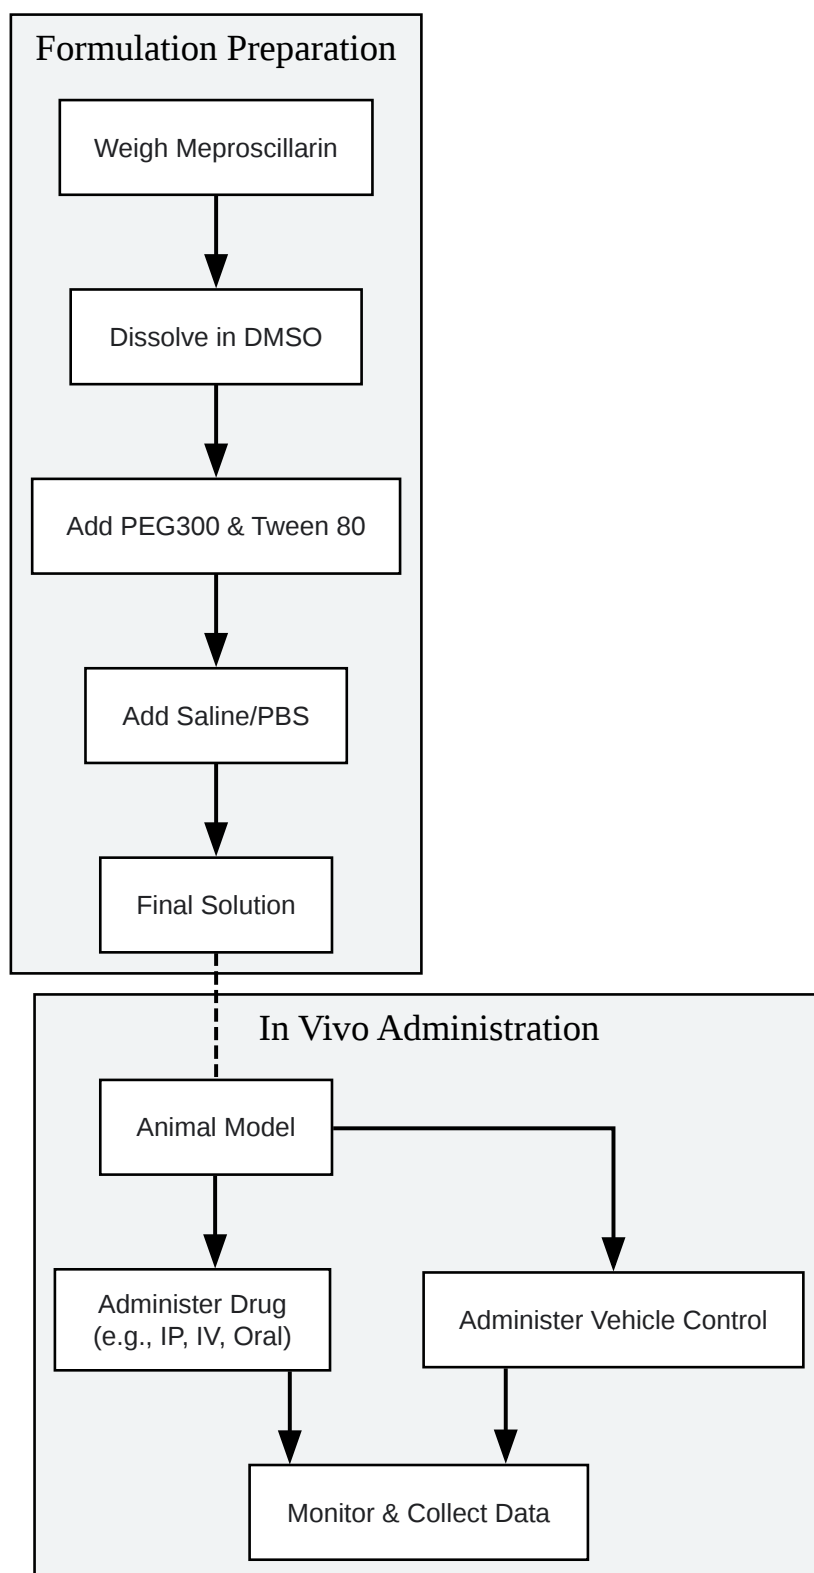 Formulation Preparation
Weigh Meproscillarin
Dissolve in DMSO
Add PEG300 & Tween 80
Add Saline/PBS
Final Solution
In Vivo Administration
Animal Model
Administer Drug
(e.g., IP, IV, Oral)
Administer Vehicle Control
Monitor & Collect Data